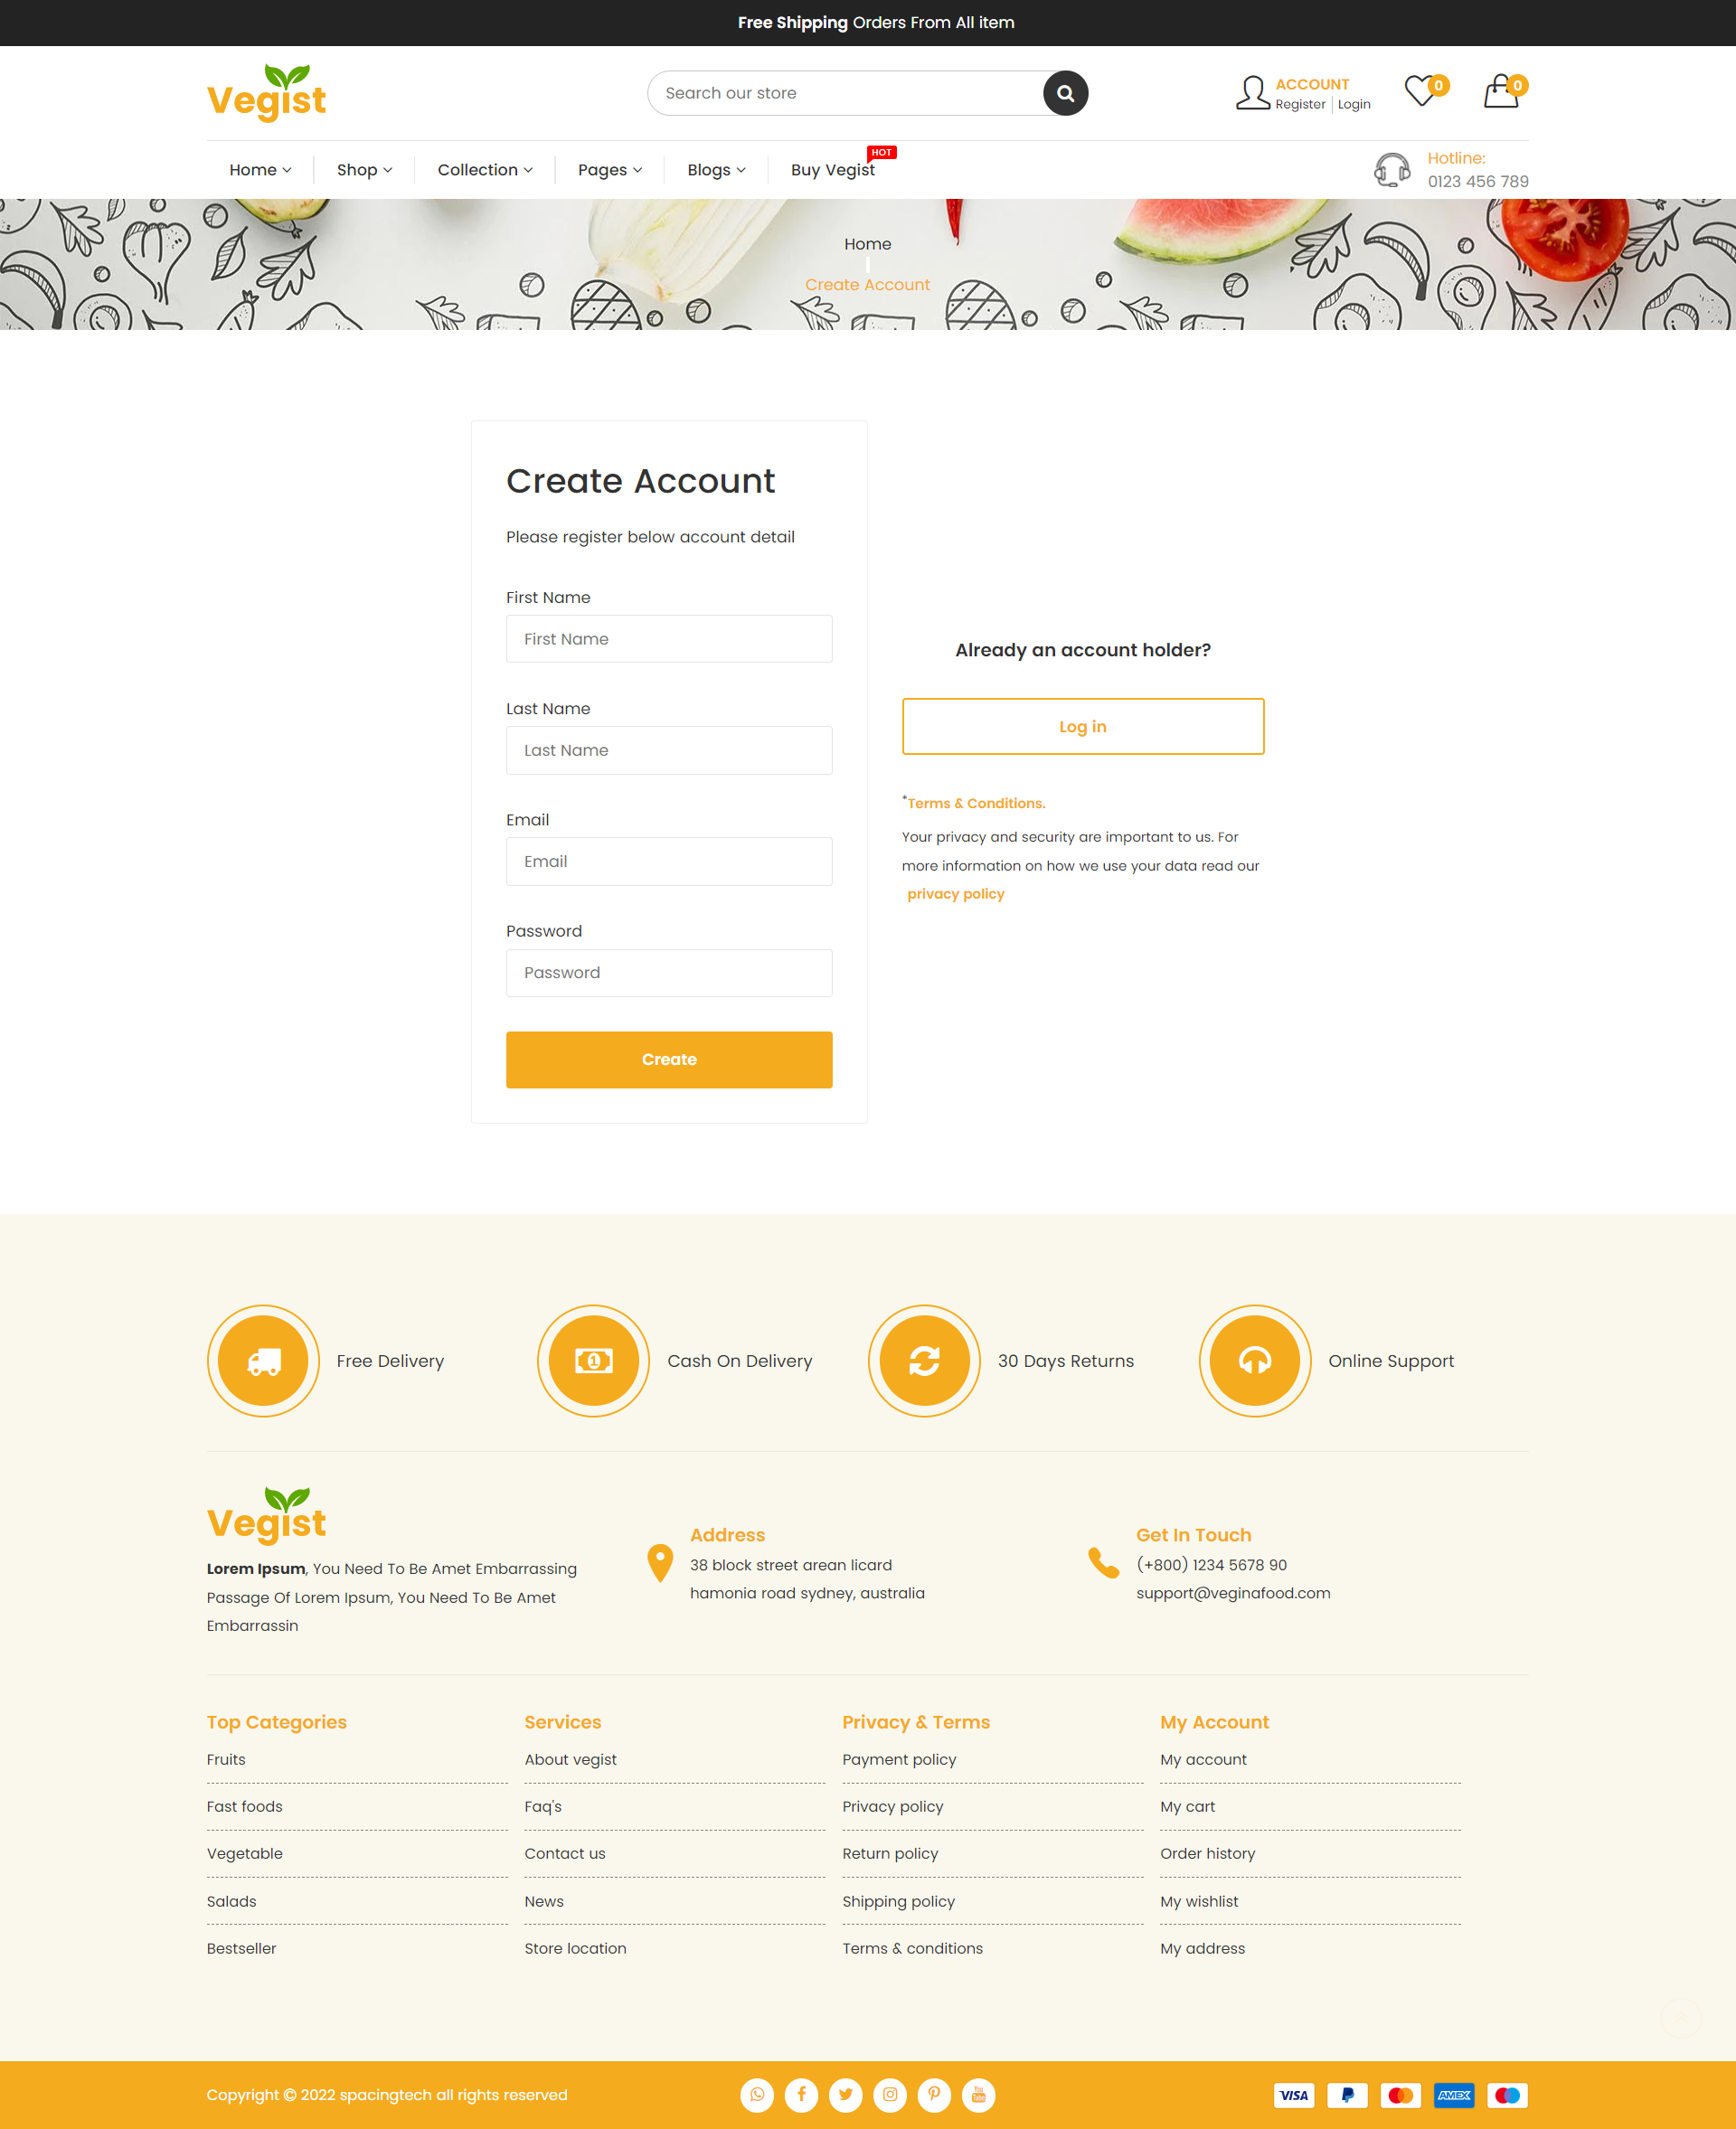 Free Shipping Orders From All item
Vegist
Search our store
ACCOUNT
Register Login
0
0
Home
Shop
Collection
Pages
Blogs
Buy Vegist
HOT
Hotline:
0123 456 789
Home
Create Account
Create Account
Please register below account detail
First Name
First Name
Last Name
Last Name
Email
Email
Password
Password
Create
Already an account holder?
Log in
*Terms & Conditions.
Your privacy and security are important to us. For
more information on how we use your data read our
privacy policy
Free Delivery
1
Cash On Delivery
30 Days Returns
Online Support
Vegist
Lorem Ipsum, You Need To Be Amet Embarrassing
Passage Of Lorem Ipsum, You Need To Be Amet
Embarrassin
Address
38 block street arean licard
hamonia road sydney, australia
Get In Touch
(+800) 1234 5678 90
support@veginafood.com
Top Categories
Fruits
Fast foods
Vegetable
Salads
Bestseller
Services
About vegist
Faq's
Contact us
News
Store location
Privacy & Terms
Payment policy
Privacy policy
Return policy
Shipping policy
Terms & conditions
My Account
My account
My cart
Order history
My wishlist
My address
Copyright © 2022 spacingtech all rights reserved
You
VISA
AMEX